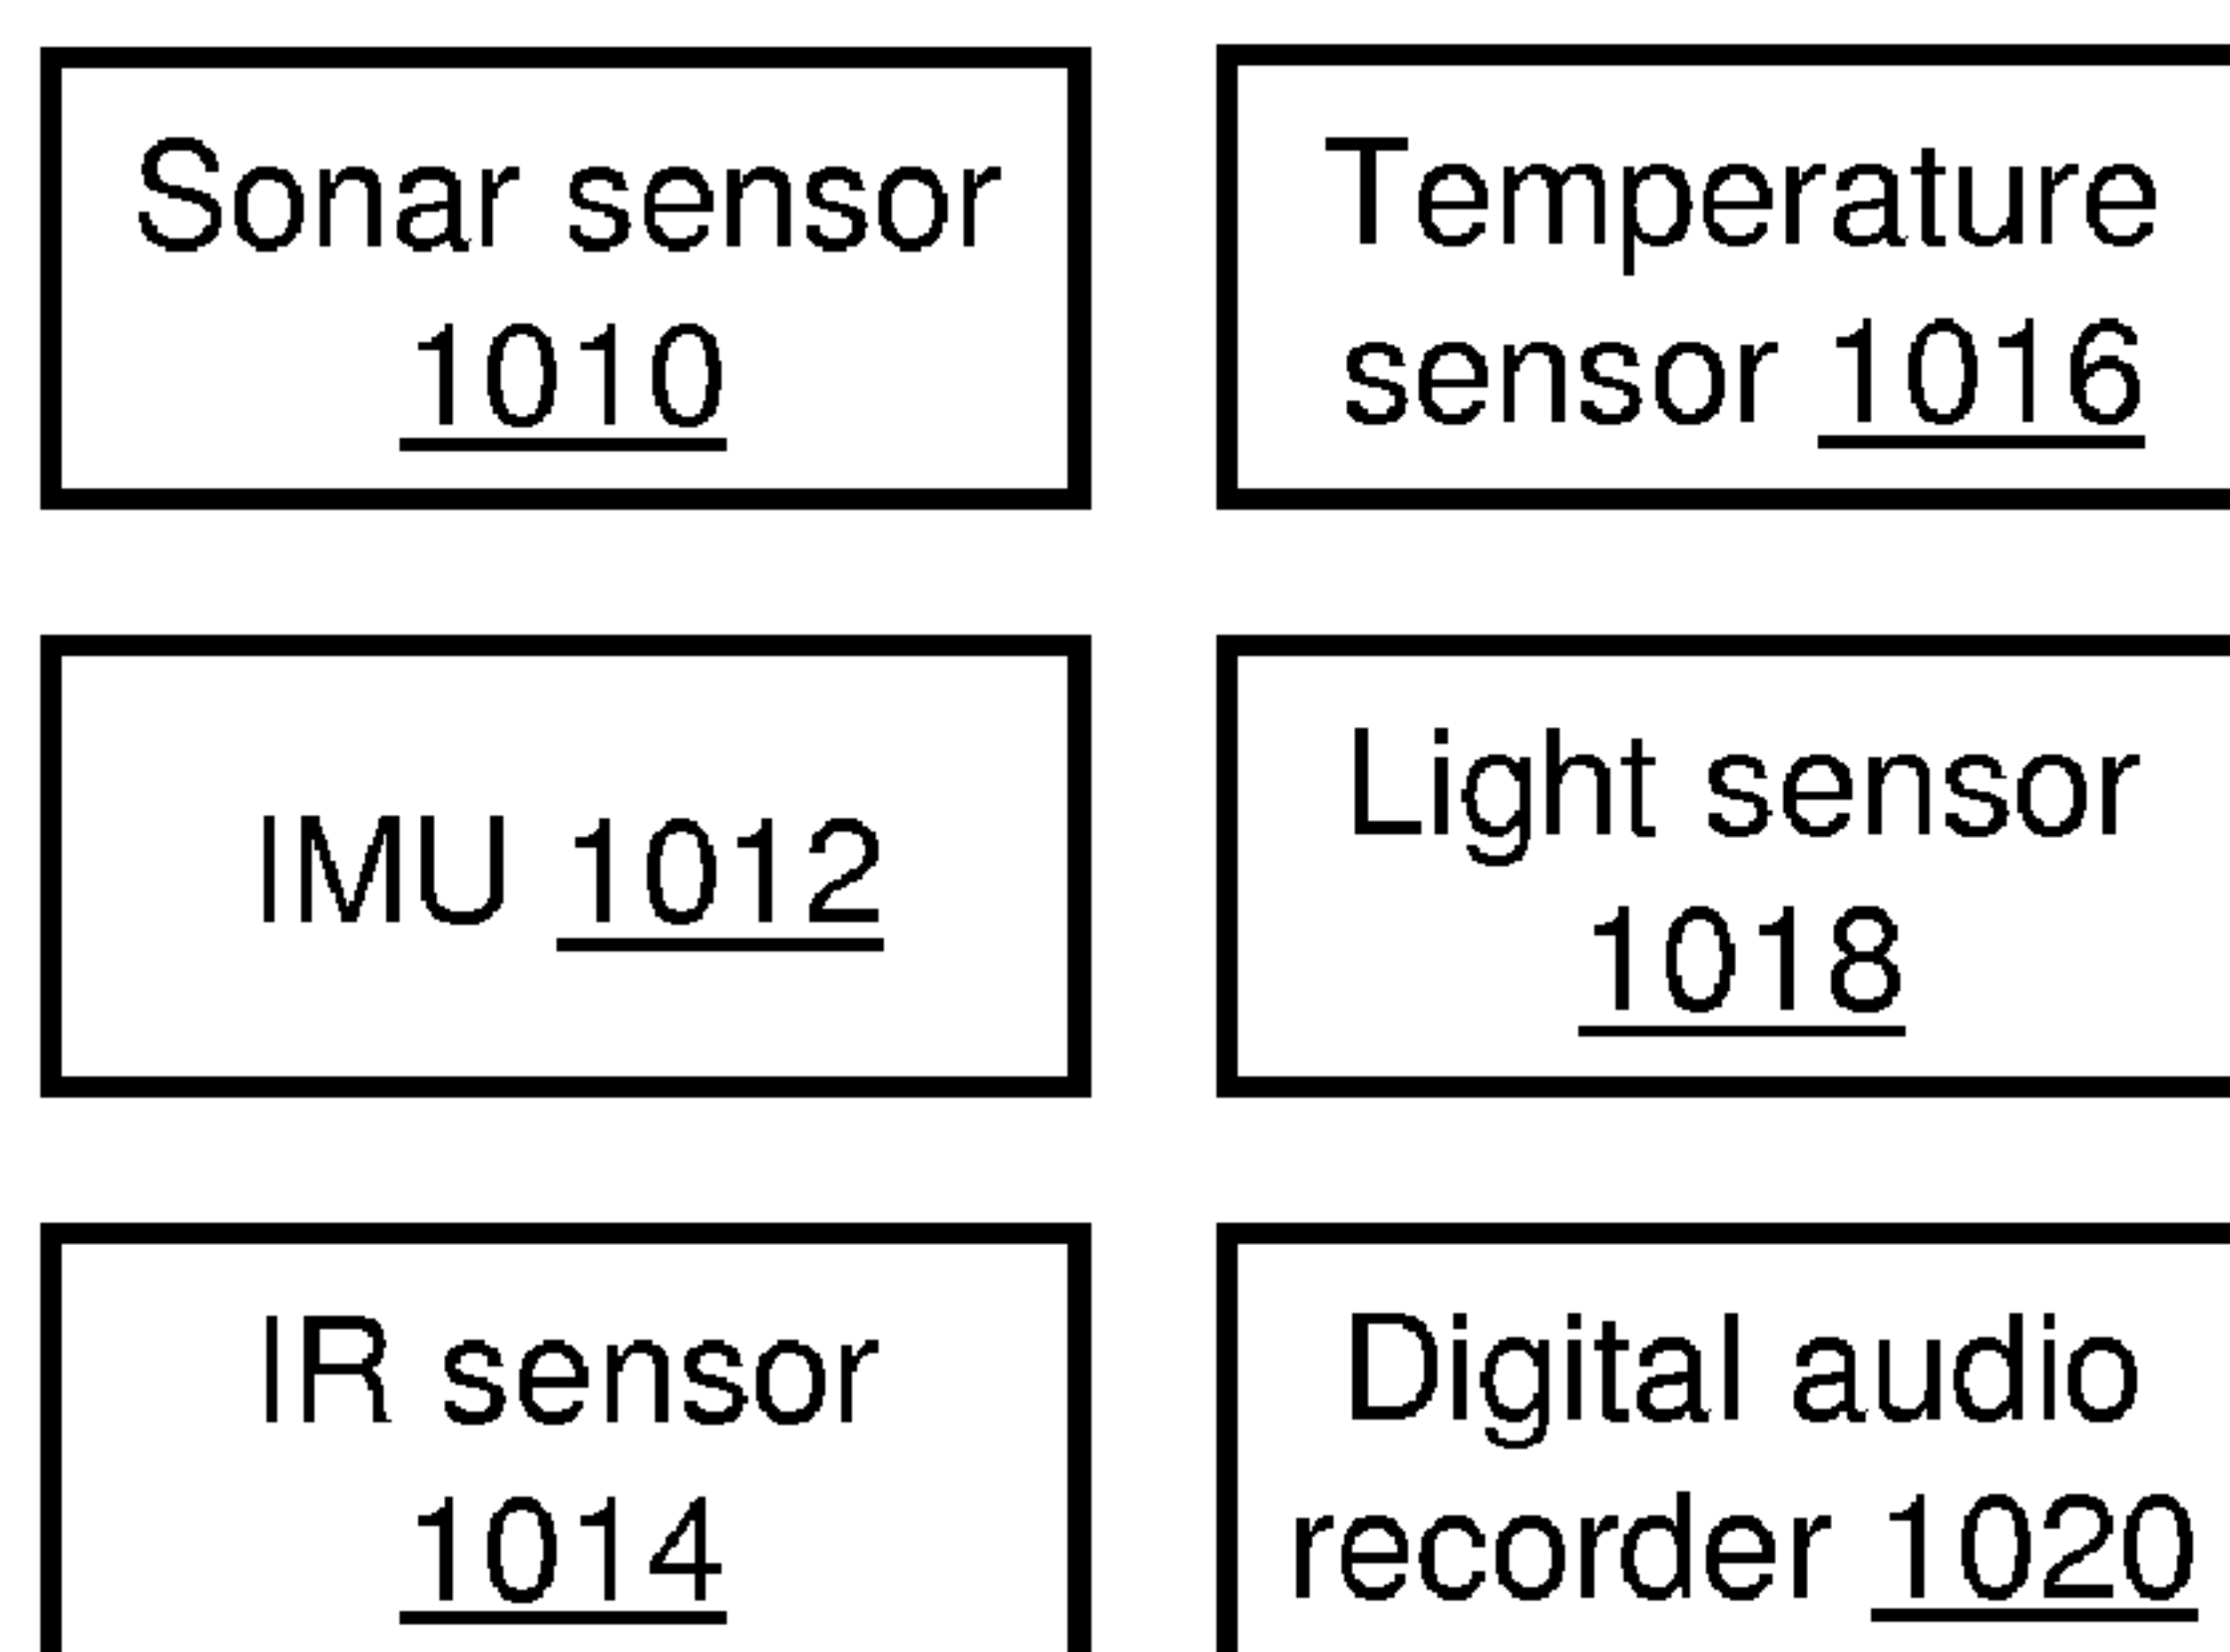 Sonar sensor
1010
Temperature
sensor 1016
IMU 1012
Light sensor
1018
IR sensor
1014
Digital audio
recorder 1020